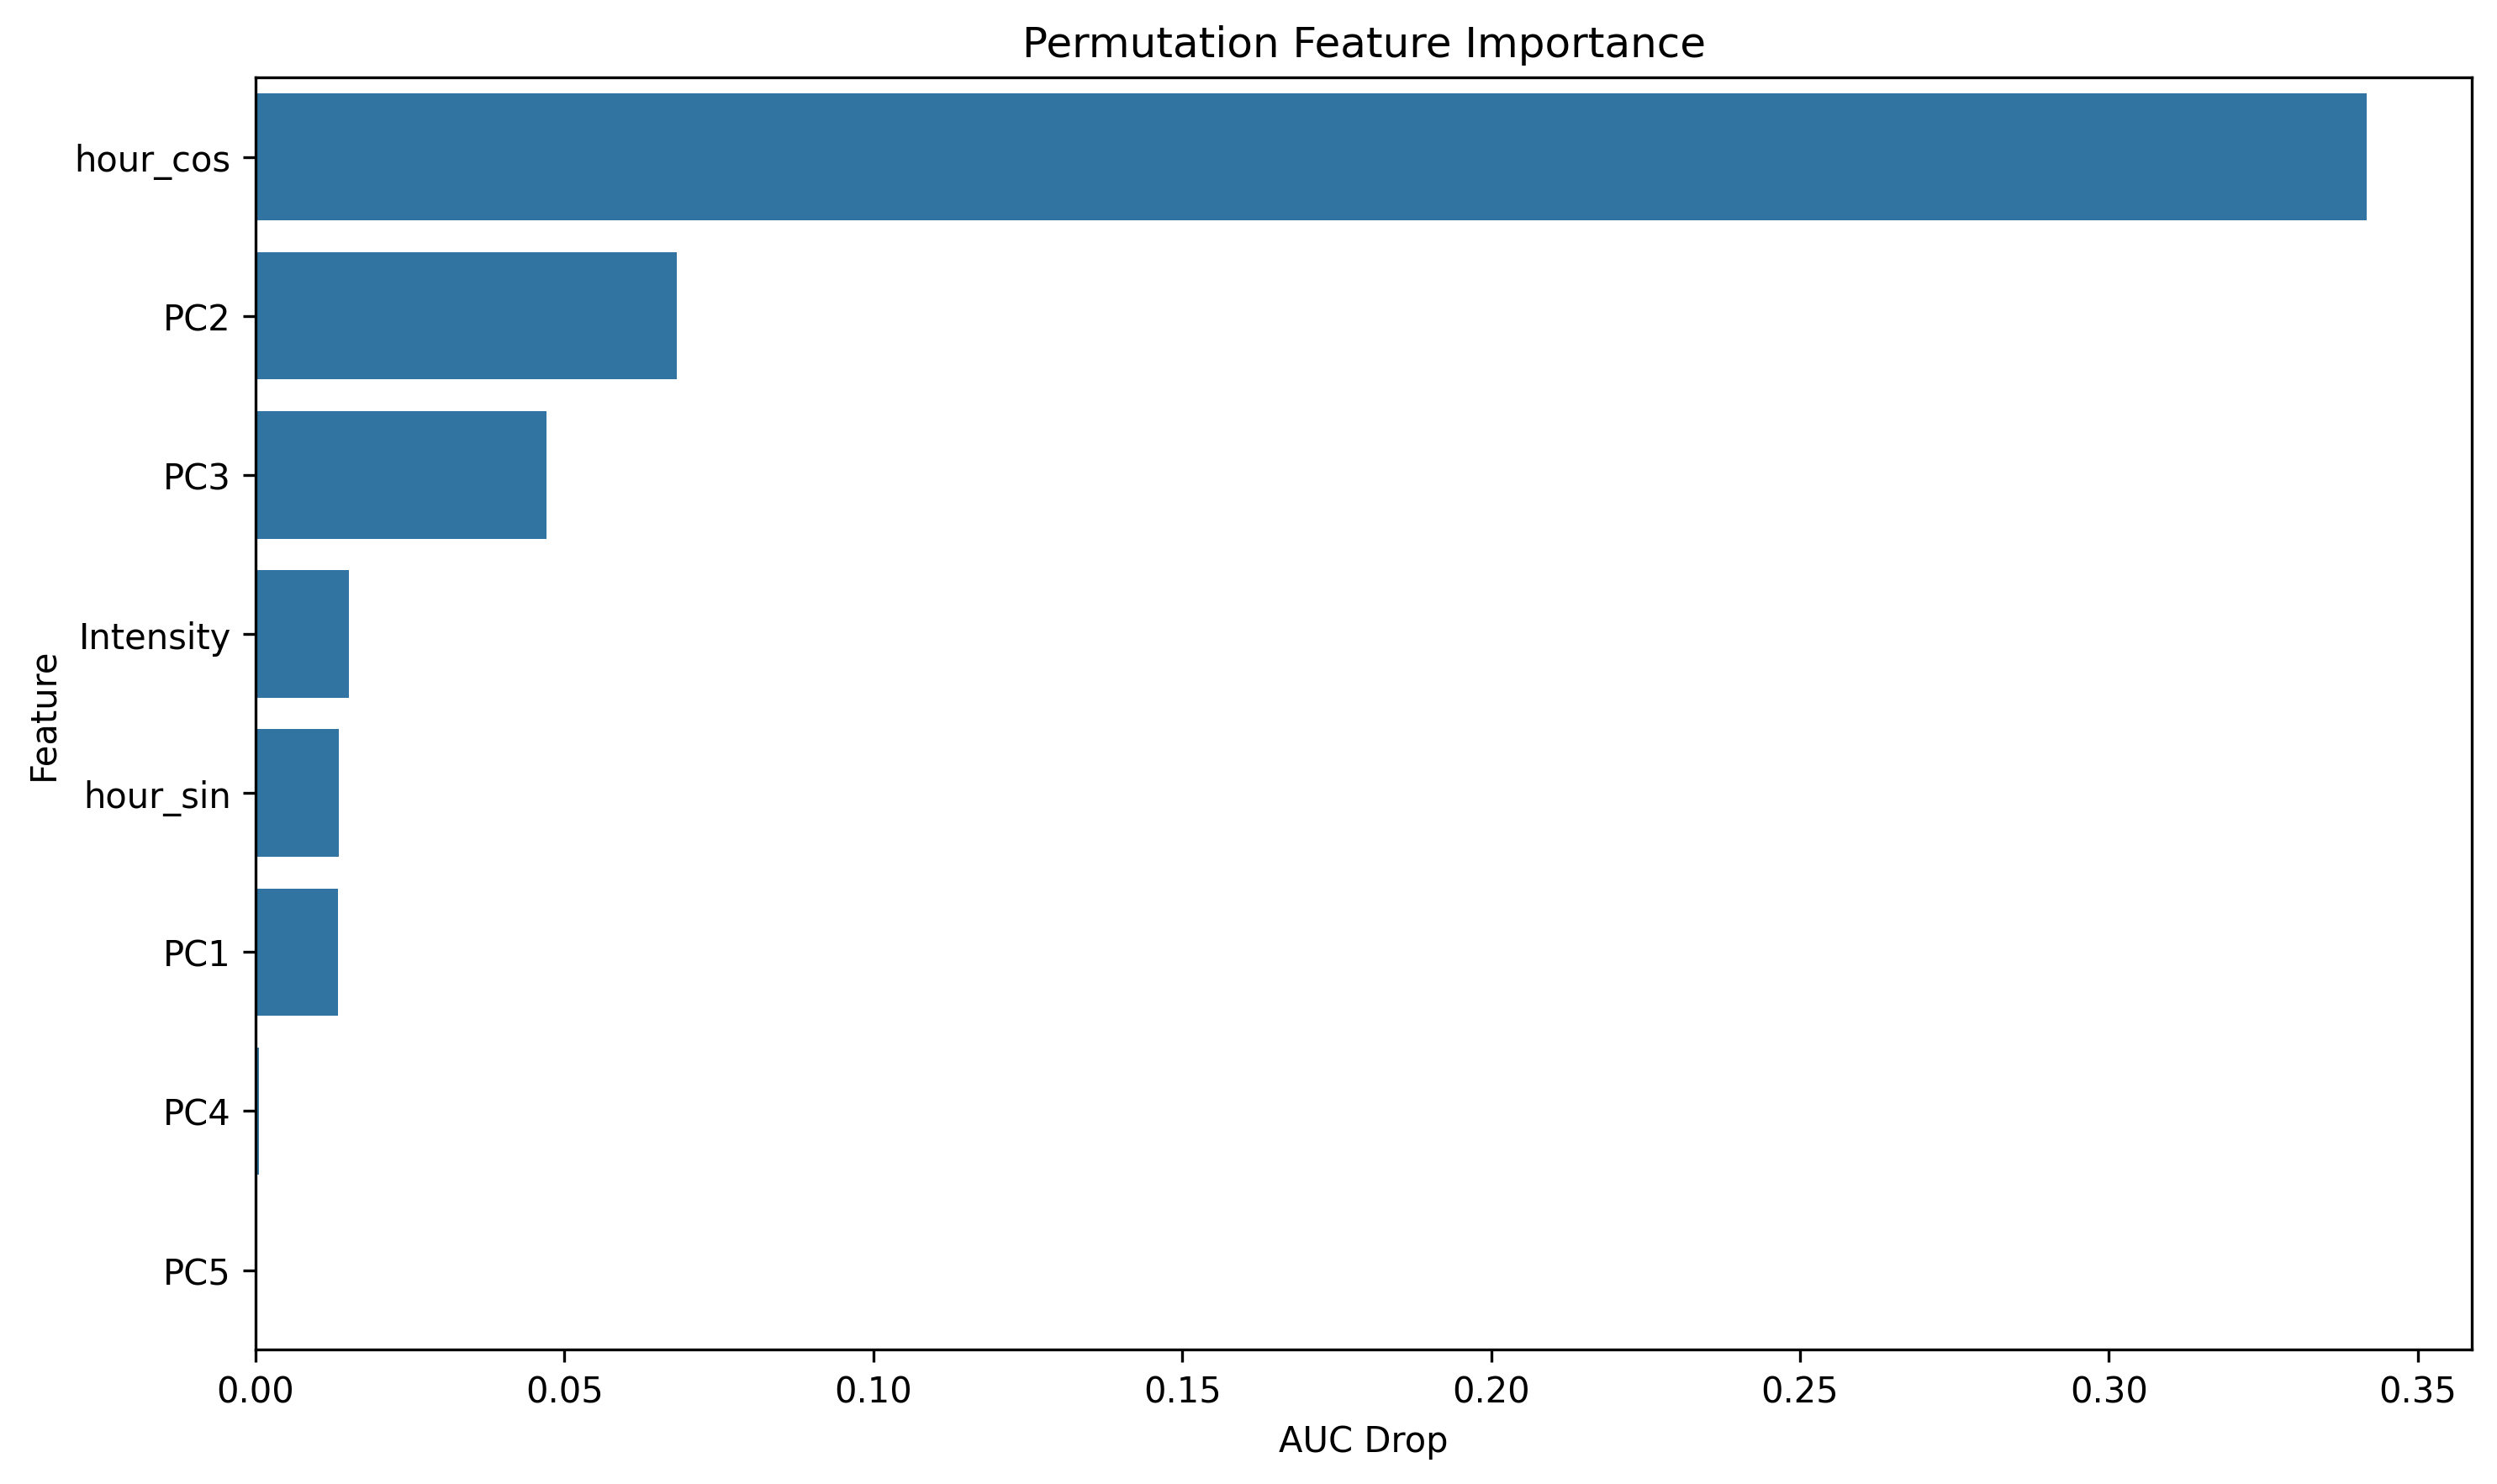 Permutation Feature Importance
hour_cos
PC2
PC3
Intensity
hour_sin
PC1
PC4
PC5
Feature
0.00 0.05 0.10 0.15 0.20 0.25 0.30 0.35
AUC Drop